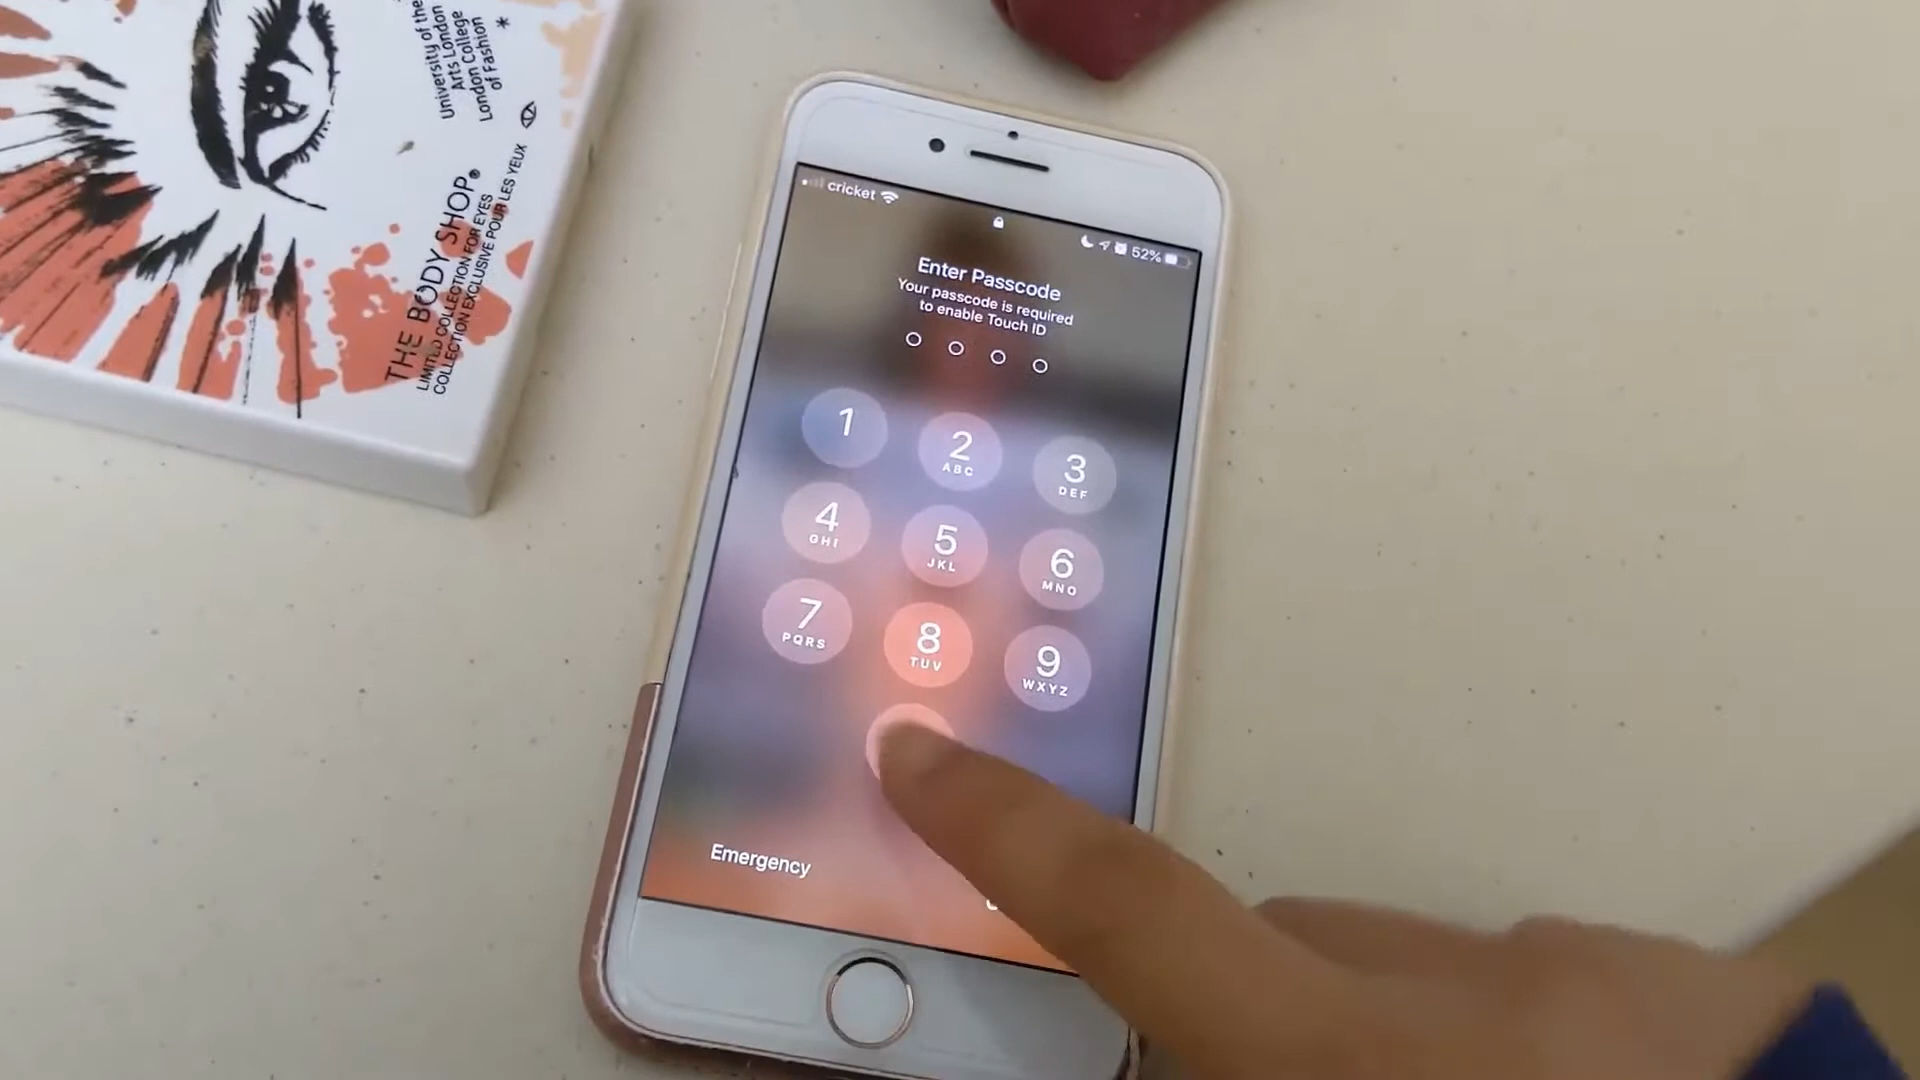 University of the
Arts London
London College
of Fashion
*
THE BODY SHOP®
LIMITED COLLECTION FOR EYES
COLLECTION EXCLUSIVE POUR LES YEUX
cricket
52%
Enter Passcode
Your passcode is required
to enable Touch ID
1
2
ABC
3
DEF
4
GHI
5
JKL
6
MNO
7
PQRS
8
TUV
9
WXYZ
Emergency